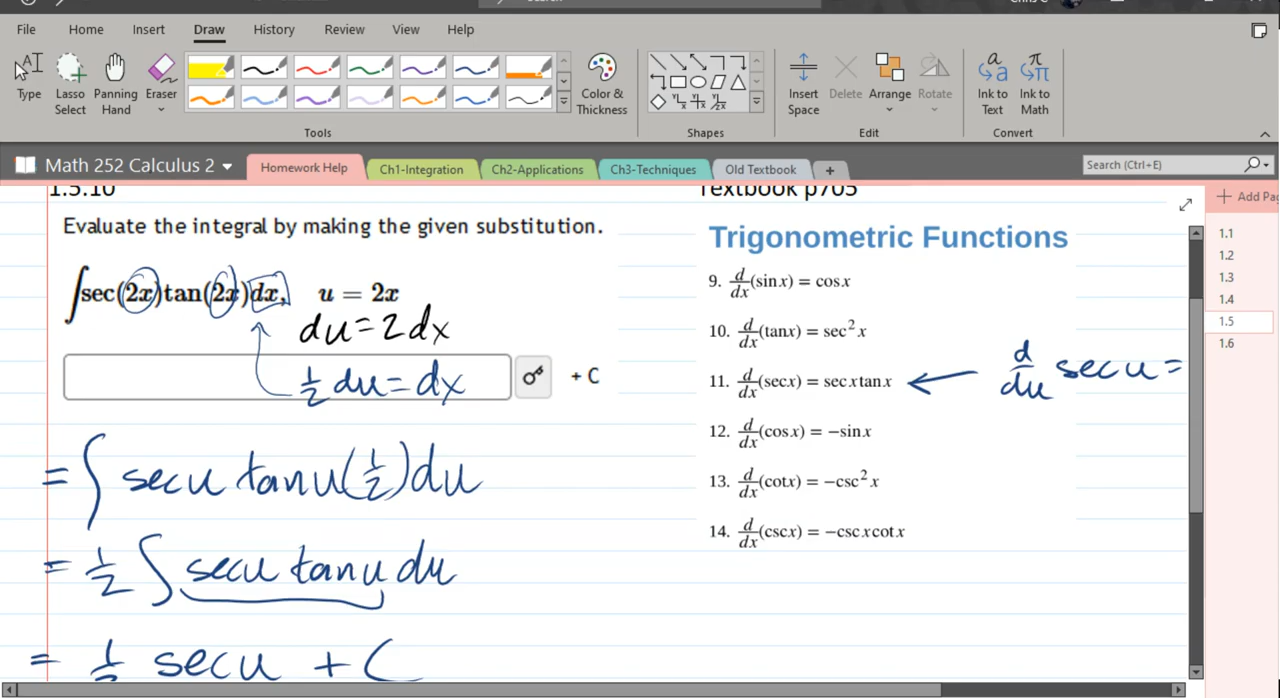 File Home Insert Draw History Review View Help
Type
Lasso Select
Panning Hand
Eraser
Color & Thickness
Insert Space
Delete
Arrange
Rotate
Ink to Text
Ink to Math
Tools
Shapes
Edit
Convert
Math 252 Calculus 2
Homework Help
Ch1-Integration
Ch2-Applications
Ch3-Techniques
Old Textbook
Search (Ctrl+E)
Add Pag
1.1
1.2
1.3
1.4
1.5
1.6
1.5.10
Evaluate the integral by making the given substitution.
∫sec(2x)tan(2x)dx, u = 2x
du = 2dx
½ du = dx
+ C
= ∫ sec u tan u (½) du
= ½ ∫ sec u tan u du
= ½ sec u + C
Textbook p705
Trigonometric Functions
9. d/dx (sin x) = cos x
10. d/dx (tan x) = sec² x
11. d/dx (sec x) = sec x tan x
d/du sec u =
12. d/dx (cos x) = −sin x
13. d/dx (cot x) = −csc² x
14. d/dx (csc x) = −csc x cot x